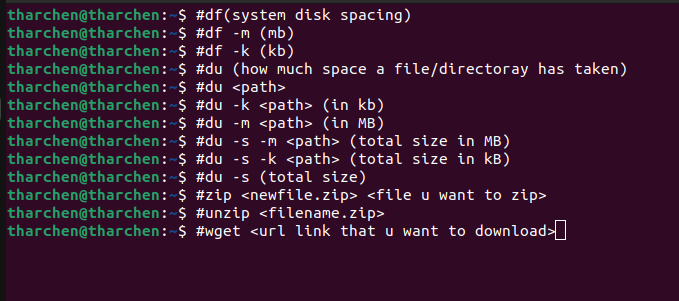 tharchen@tharchen:~$ #df(system disk spacing)
tharchen@tharchen:~$ #df -m (mb)
tharchen@tharchen:~$ #df -k (kb)
tharchen@tharchen:~$ #du (how much space a file/directoray has taken)
tharchen@tharchen:~$ #du <path>
tharchen@tharchen:~$ #du -k <path> (in kb)
tharchen@tharchen:~$ #du -m <path> (in MB)
tharchen@tharchen:~$ #du -s -m <path> (total size in MB)
tharchen@tharchen:~$ #du -s -k <path> (total size in kB)
tharchen@tharchen:~$ #du -s (total size)
tharchen@tharchen:~$ #zip <newfile.zip> <file u want to zip>
tharchen@tharchen:~$ #unzip <filename.zip>
tharchen@tharchen:~$ #wget <url link that u want to download>